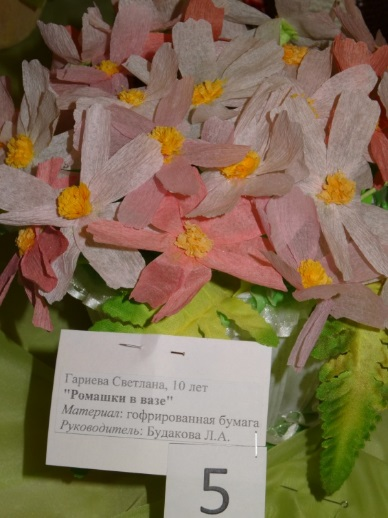 Гариева Светлана, 10 лет
"Ромашки в вазе"
Материал: гофрированная бумага
Руководитель: Будакова Л.А.
5